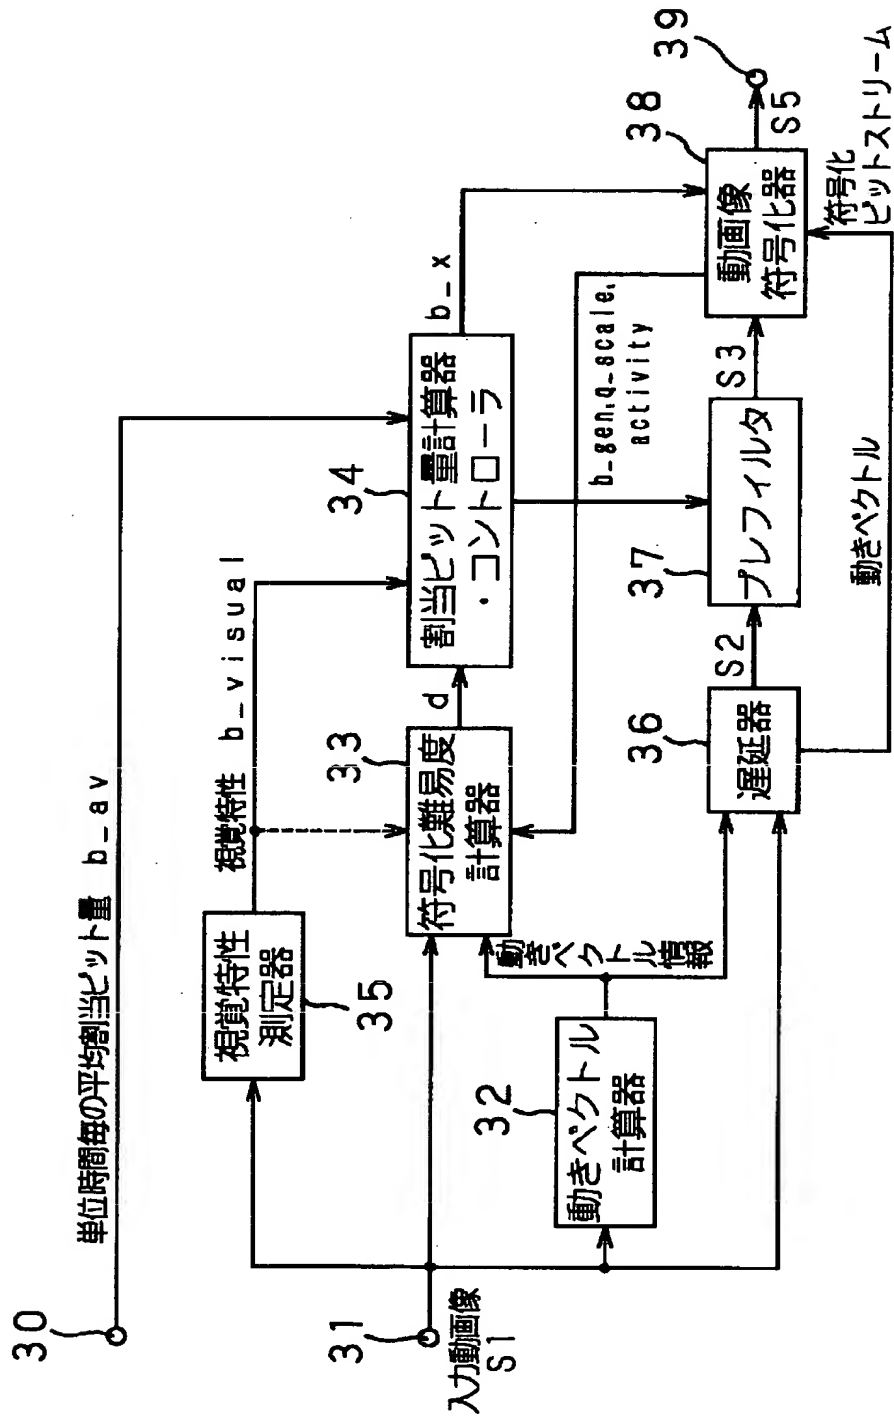 30
単位時間毎の平均割当ビット量 b_av
31
入力動画像
S1
視覚特性
測定器
35
視覚特性 b_visual
32
動きベクトル
計算器
動きベクトル情報
33
符号化難易度
計算器
d
34
割当ビット量計算器
・コントローラ
b_x
b_gen,q_scale,
activity
36
遅延器
S2
37
プレフィルタ
S3
動きベクトル
38
動画像
符号化器
S5
39
符号化
ビットストリーム